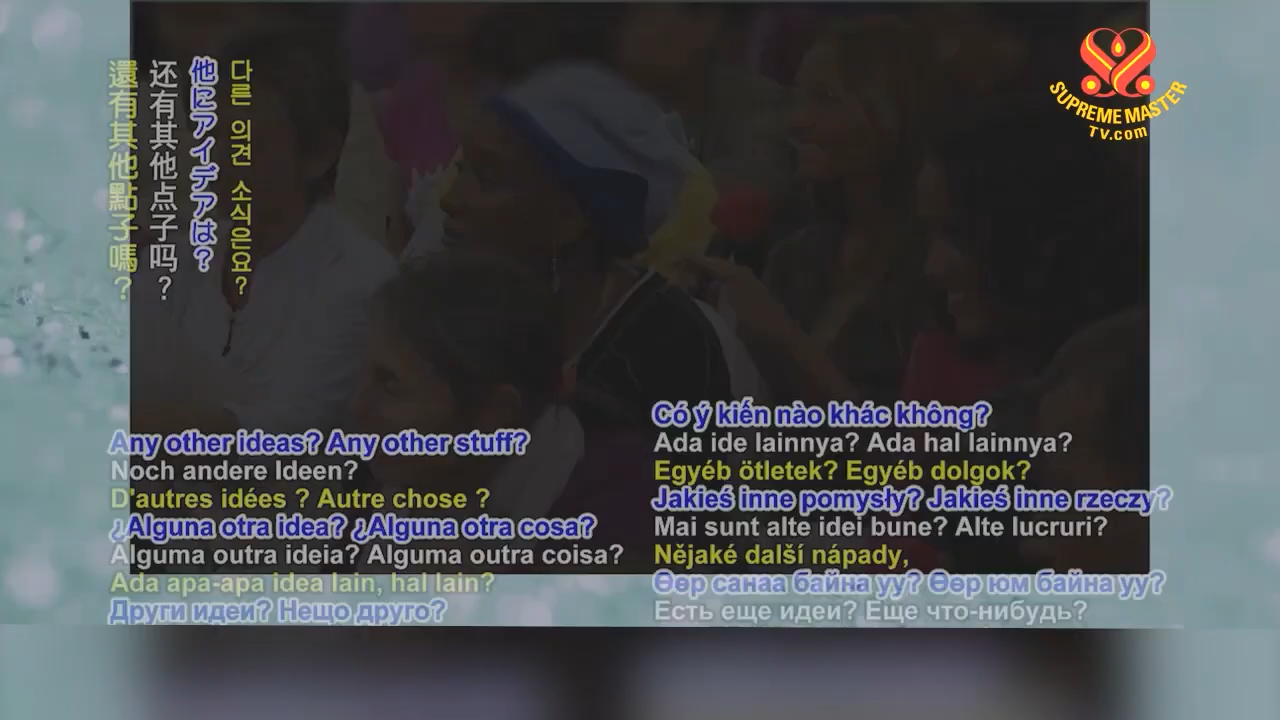 還有其他點子嗎？
还有其他点子吗？
他にアイデアは？
다른 의견 소식은요?
SUPREME MASTER
TV.com
Any other ideas? Any other stuff?
Noch andere Ideen?
D'autres idées ? Autre chose ?
¿Alguna otra idea? ¿Alguna otra cosa?
Alguma outra ideia? Alguma outra coisa?
Ada apa-apa idea lain, hal lain?
Други идеи? Нещо друго?
Có ý kiến nào khác không?
Ada ide lainnya? Ada hal lainnya?
Egyéb ötletek? Egyéb dolgok?
Jakieś inne pomysły? Jakieś inne rzeczy?
Mai sunt alte idei bune? Alte lucruri?
Nějaké další nápady,
Өөр санаа байна уу? Өөр юм байна уу?
Есть еще идеи? Еще что-нибудь?